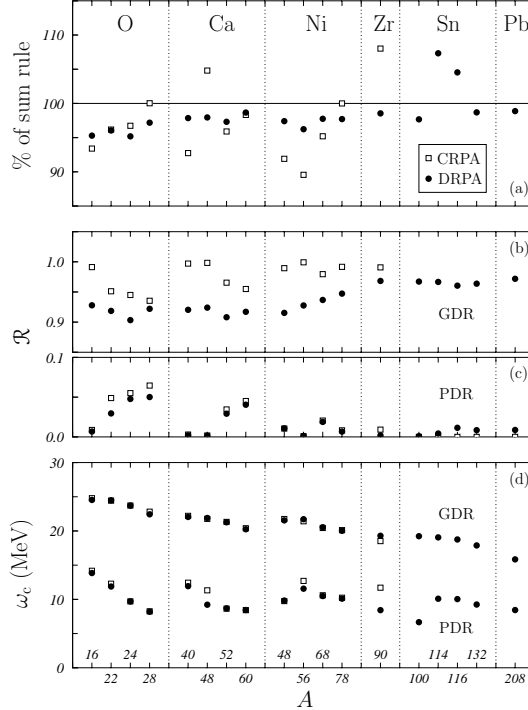 O Ca Ni Zr Sn Pb
110
100
90
% of sum rule
□ CRPA
● DRPA
(a)
(b)
1.0
0.9
GDR
ℛ
(c)
0.1
0.0
PDR
(d)
30
20
10
0
GDR
PDR
ω_c (MeV)
16 24 40 52 48 68 90 114 132
22 28 48 60 56 78 100 116 208
A